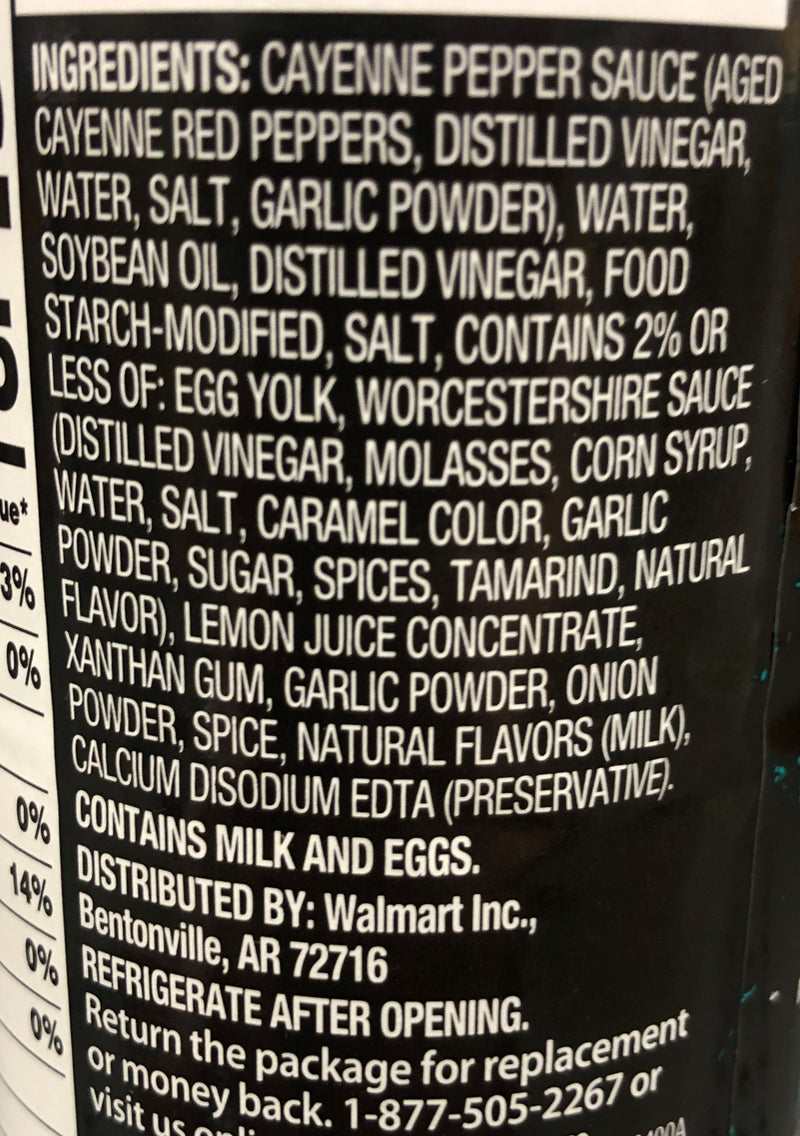 INGREDIENTS: CAYENNE PEPPER SAUCE (AGED
CAYENNE RED PEPPERS, DISTILLED VINEGAR,
WATER, SALT, GARLIC POWDER), WATER,
SOYBEAN OIL, DISTILLED VINEGAR, FOOD
STARCH-MODIFIED, SALT, CONTAINS 2% OR
LESS OF: EGG YOLK, WORCESTERSHIRE SAUCE
(DISTILLED VINEGAR, MOLASSES, CORN SYRUP,
WATER, SALT, CARAMEL COLOR, GARLIC
POWDER, SUGAR, SPICES, TAMARIND, NATURAL
FLAVOR), LEMON JUICE CONCENTRATE,
XANTHAN GUM, GARLIC POWDER, ONION
POWDER, SPICE, NATURAL FLAVORS (MILK),
CALCIUM DISODIUM EDTA (PRESERVATIVE).
CONTAINS MILK AND EGGS.
DISTRIBUTED BY: Walmart Inc.,
Bentonville, AR 72716
REFRIGERATE AFTER OPENING.
Return the package for replacement
or money back. 1-877-505-2267 or
visit us
ue*
3%
0%
0%
14%
0%
0%